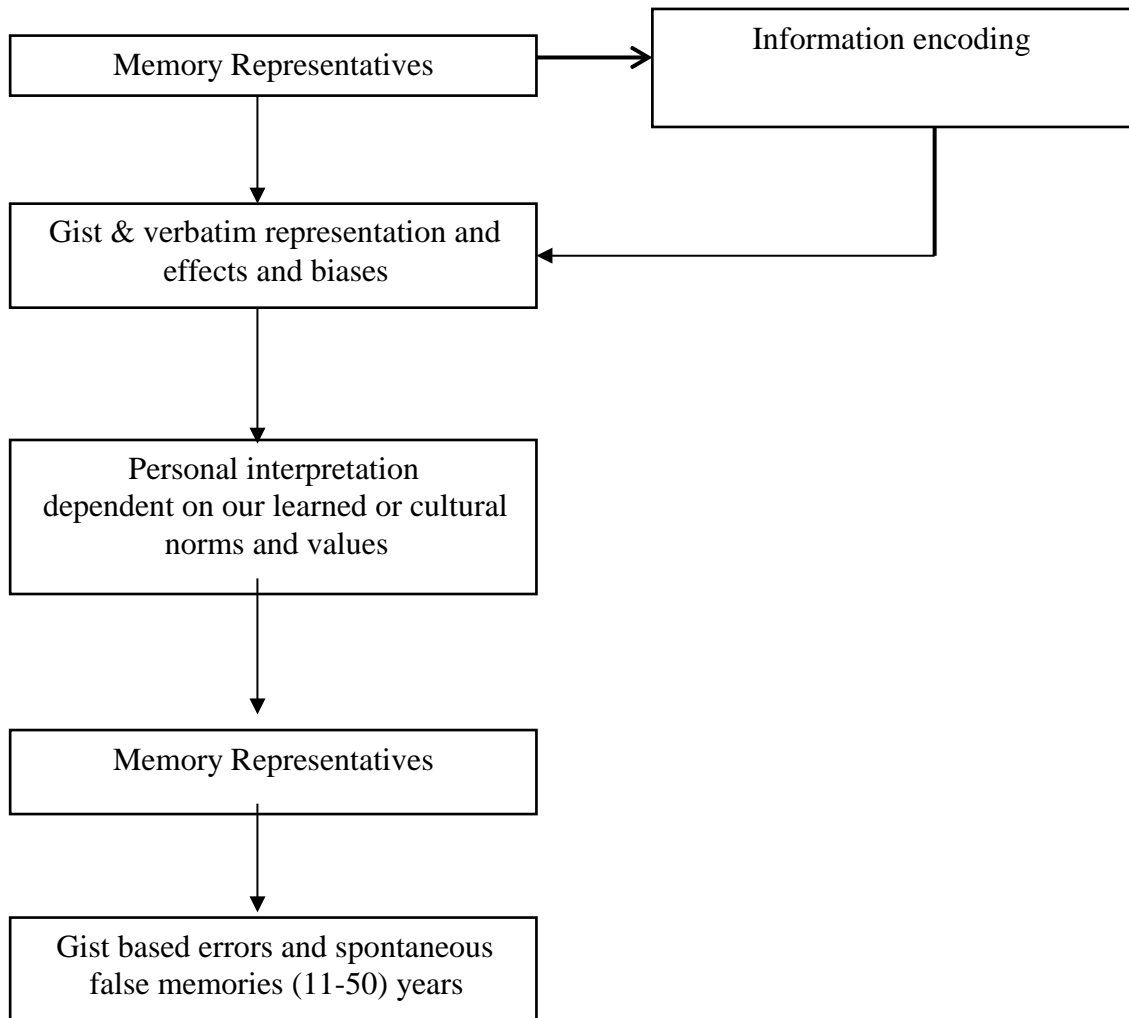 Memory Representatives
Information encoding
Gist & verbatim representation and
effects and biases
Personal interpretation
dependent on our learned or cultural
norms and values
Memory Representatives
Gist based errors and spontaneous
false memories (11-50) years